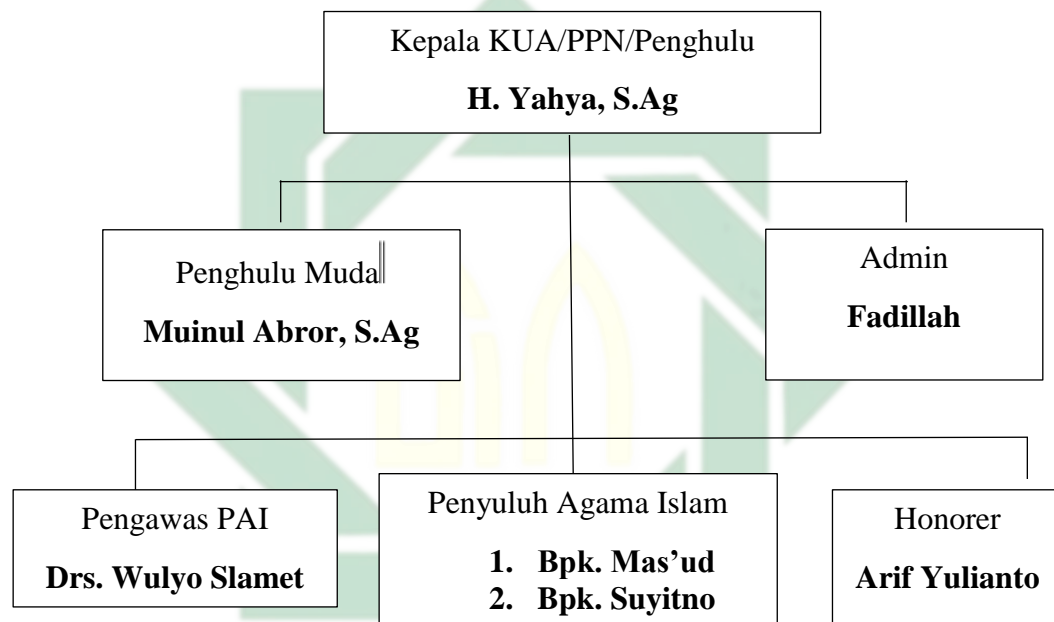 Kepala KUA/PPN/Penghulu
H. Yahya, S.Ag
Penghulu Muda
Muinul Abror, S.Ag
Admin
Fadillah
Pengawas PAI
Drs. Wulyo Slamet
Penyuluh Agama Islam
1. Bpk. Mas’ud
2. Bpk. Suyitno
Honorer
Arif Yulianto